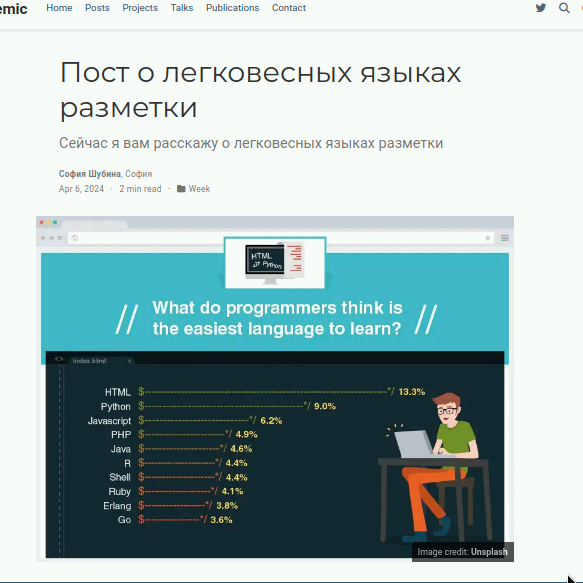 emic Home Posts Projects Talks Publications Contact
Пост о легковесных языках
разметки
Сейчас я вам расскажу о легковесных языках разметки
София Шубина, София
Apr 6, 2024 · 2 min read · Week
HTML
Python
// What do programmers think is
the easiest language to learn? //
<> index.html x
HTML $-----------------------------------------*/ 13.3%
Python $---------------------------*/ 9.0%
Javascript $------------------*/ 6.2%
PHP $--------------*/ 4.9%
Java $-------------*/ 4.6%
R $------------*/ 4.4%
Shell $------------*/ 4.4%
Ruby $-----------*/ 4.1%
Erlang $----------*/ 3.8%
Go $---------*/ 3.6%
Image credit: Unsplash